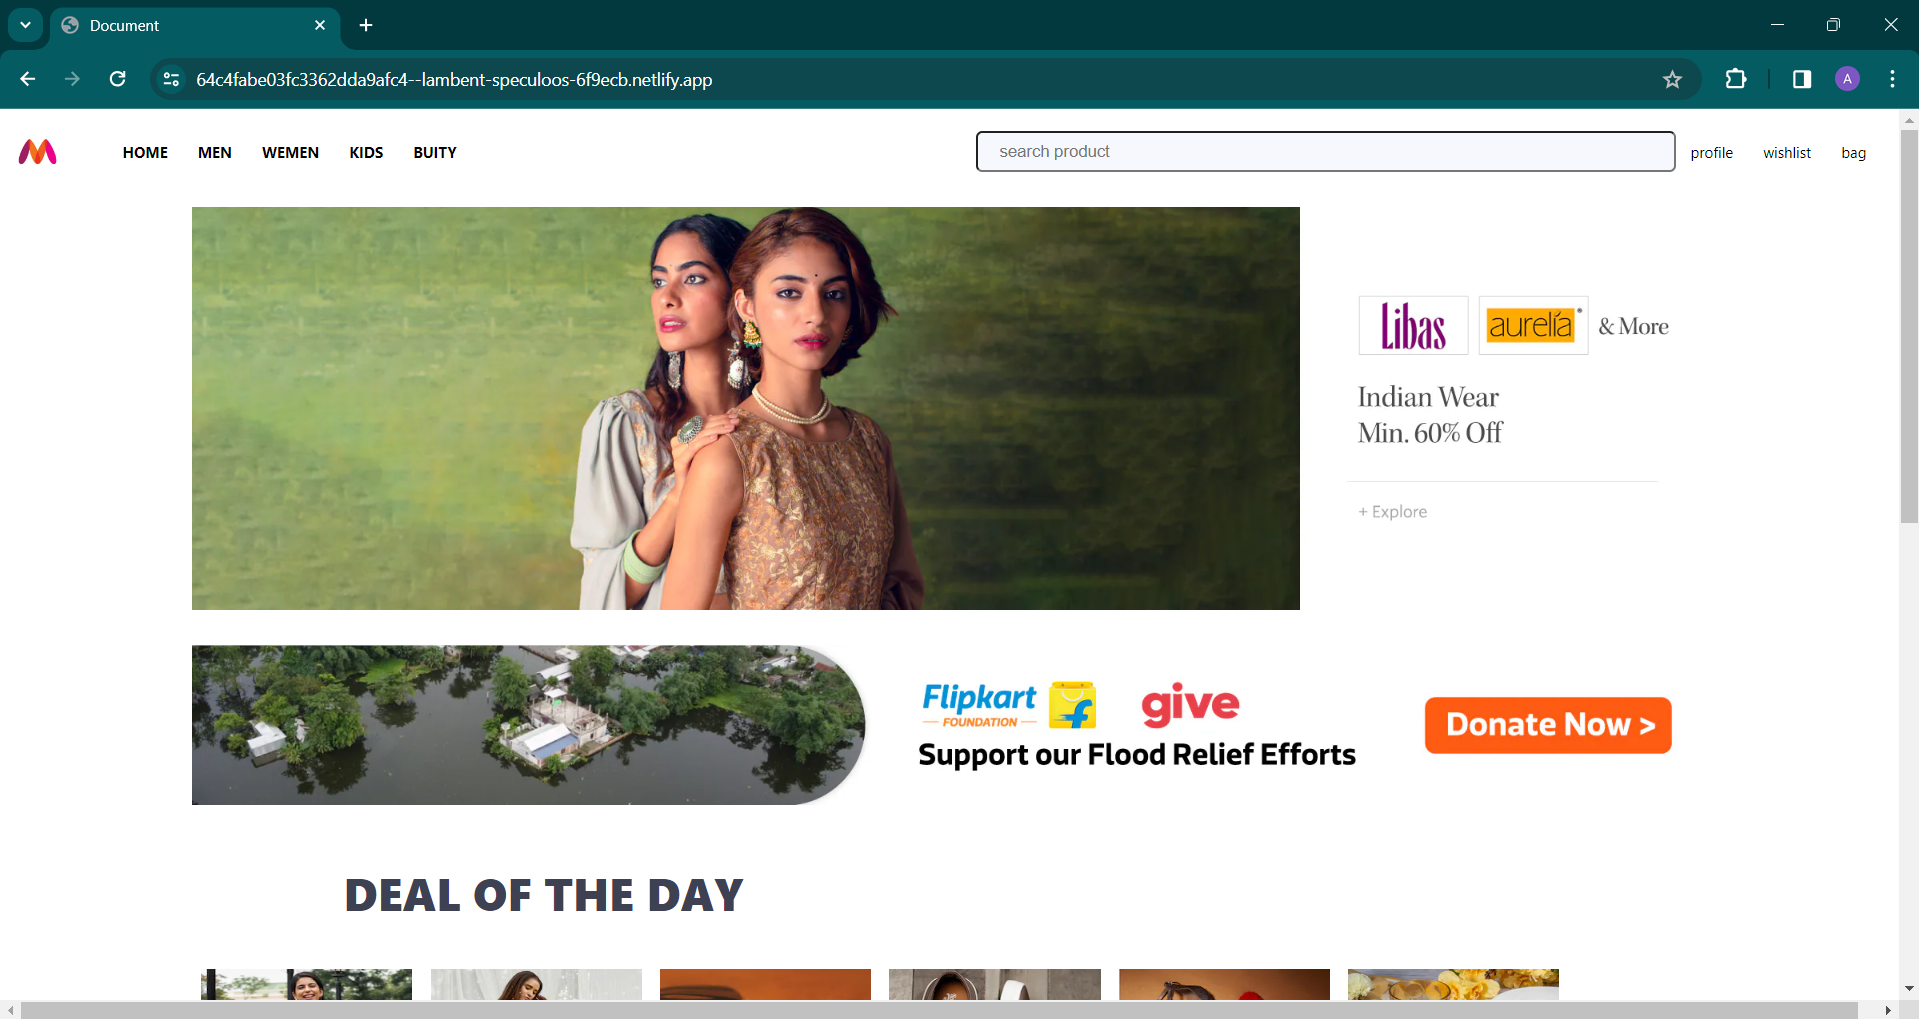 Document
64c4fabe03fc3362dda9afc4--lambent-speculoos-6f9ecb.netlify.app
A
HOME MEN WEMEN KIDS BUITY
search product
profile wishlist bag
Libas aurelia & More
Indian Wear
Min. 60% Off
+ Explore
Flipkart
FOUNDATION
give
Support our Flood Relief Efforts
Donate Now >
DEAL OF THE DAY